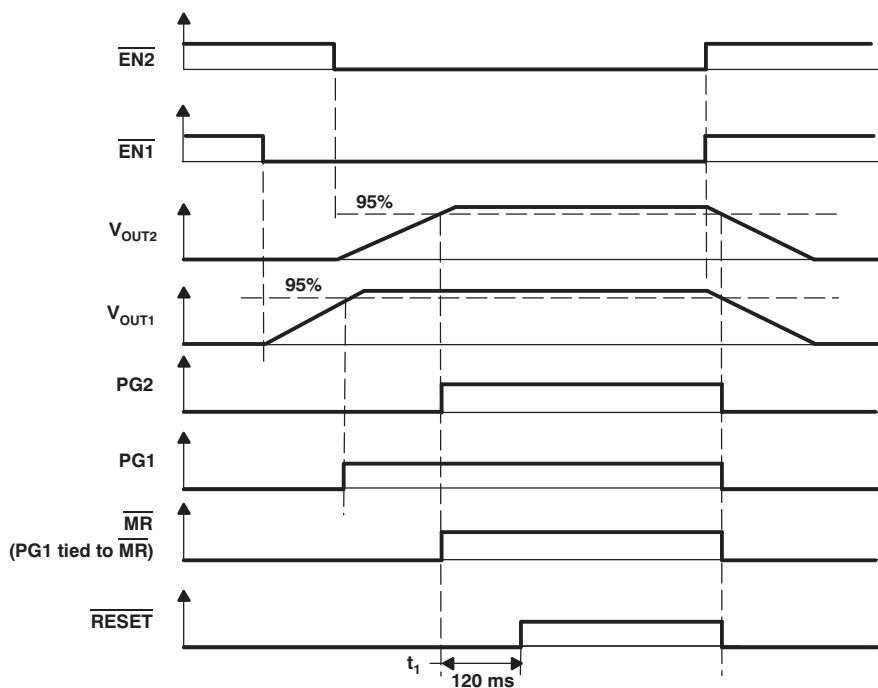 EN2
EN1
95%
VOUT2
95%
VOUT1
PG2
PG1
MR
(PG1 tied to MR)
RESET
t1
120 ms